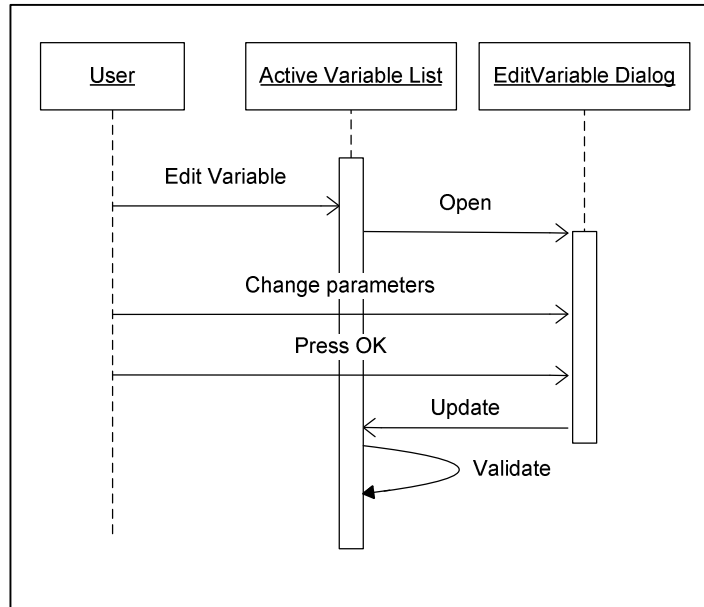 User
Active Variable List
EditVariable Dialog
Edit Variable
Open
Change parameters
Press OK
Update
Validate